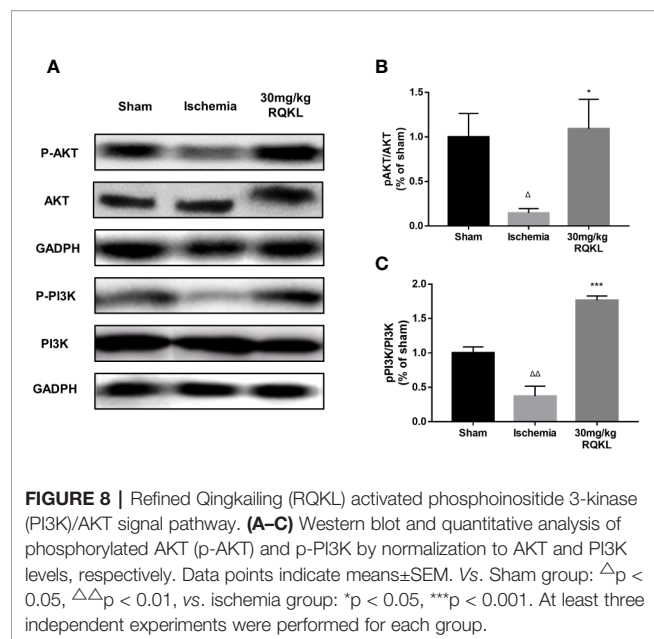 A
Sham Ischemia 30mg/kg
RQKL
P-AKT
AKT
GADPH
P-PI3K
PI3K
GADPH
B
pAKT/AKT
(% of sham)
1.5
1.0
0.5
0.0
Δ
*
Sham Ischemia 30mg/kg
RQKL
C
pPI3K/PI3K
(% of sham)
2.0
1.5
1.0
0.5
0.0
ΔΔ
***
Sham Ischemia 30mg/kg
RQKL
FIGURE 8 | Refined Qingkailing (RQKL) activated phosphoinositide 3-kinase
(PI3K)/AKT signal pathway. (A–C) Western blot and quantitative analysis of
phosphorylated AKT (p-AKT) and p-PI3K by normalization to AKT and PI3K
levels, respectively. Data points indicate means±SEM. Vs. Sham group: △p <
0.05, △△p < 0.01, vs. ischemia group: *p < 0.05, ***p < 0.001. At least three
independent experiments were performed for each group.